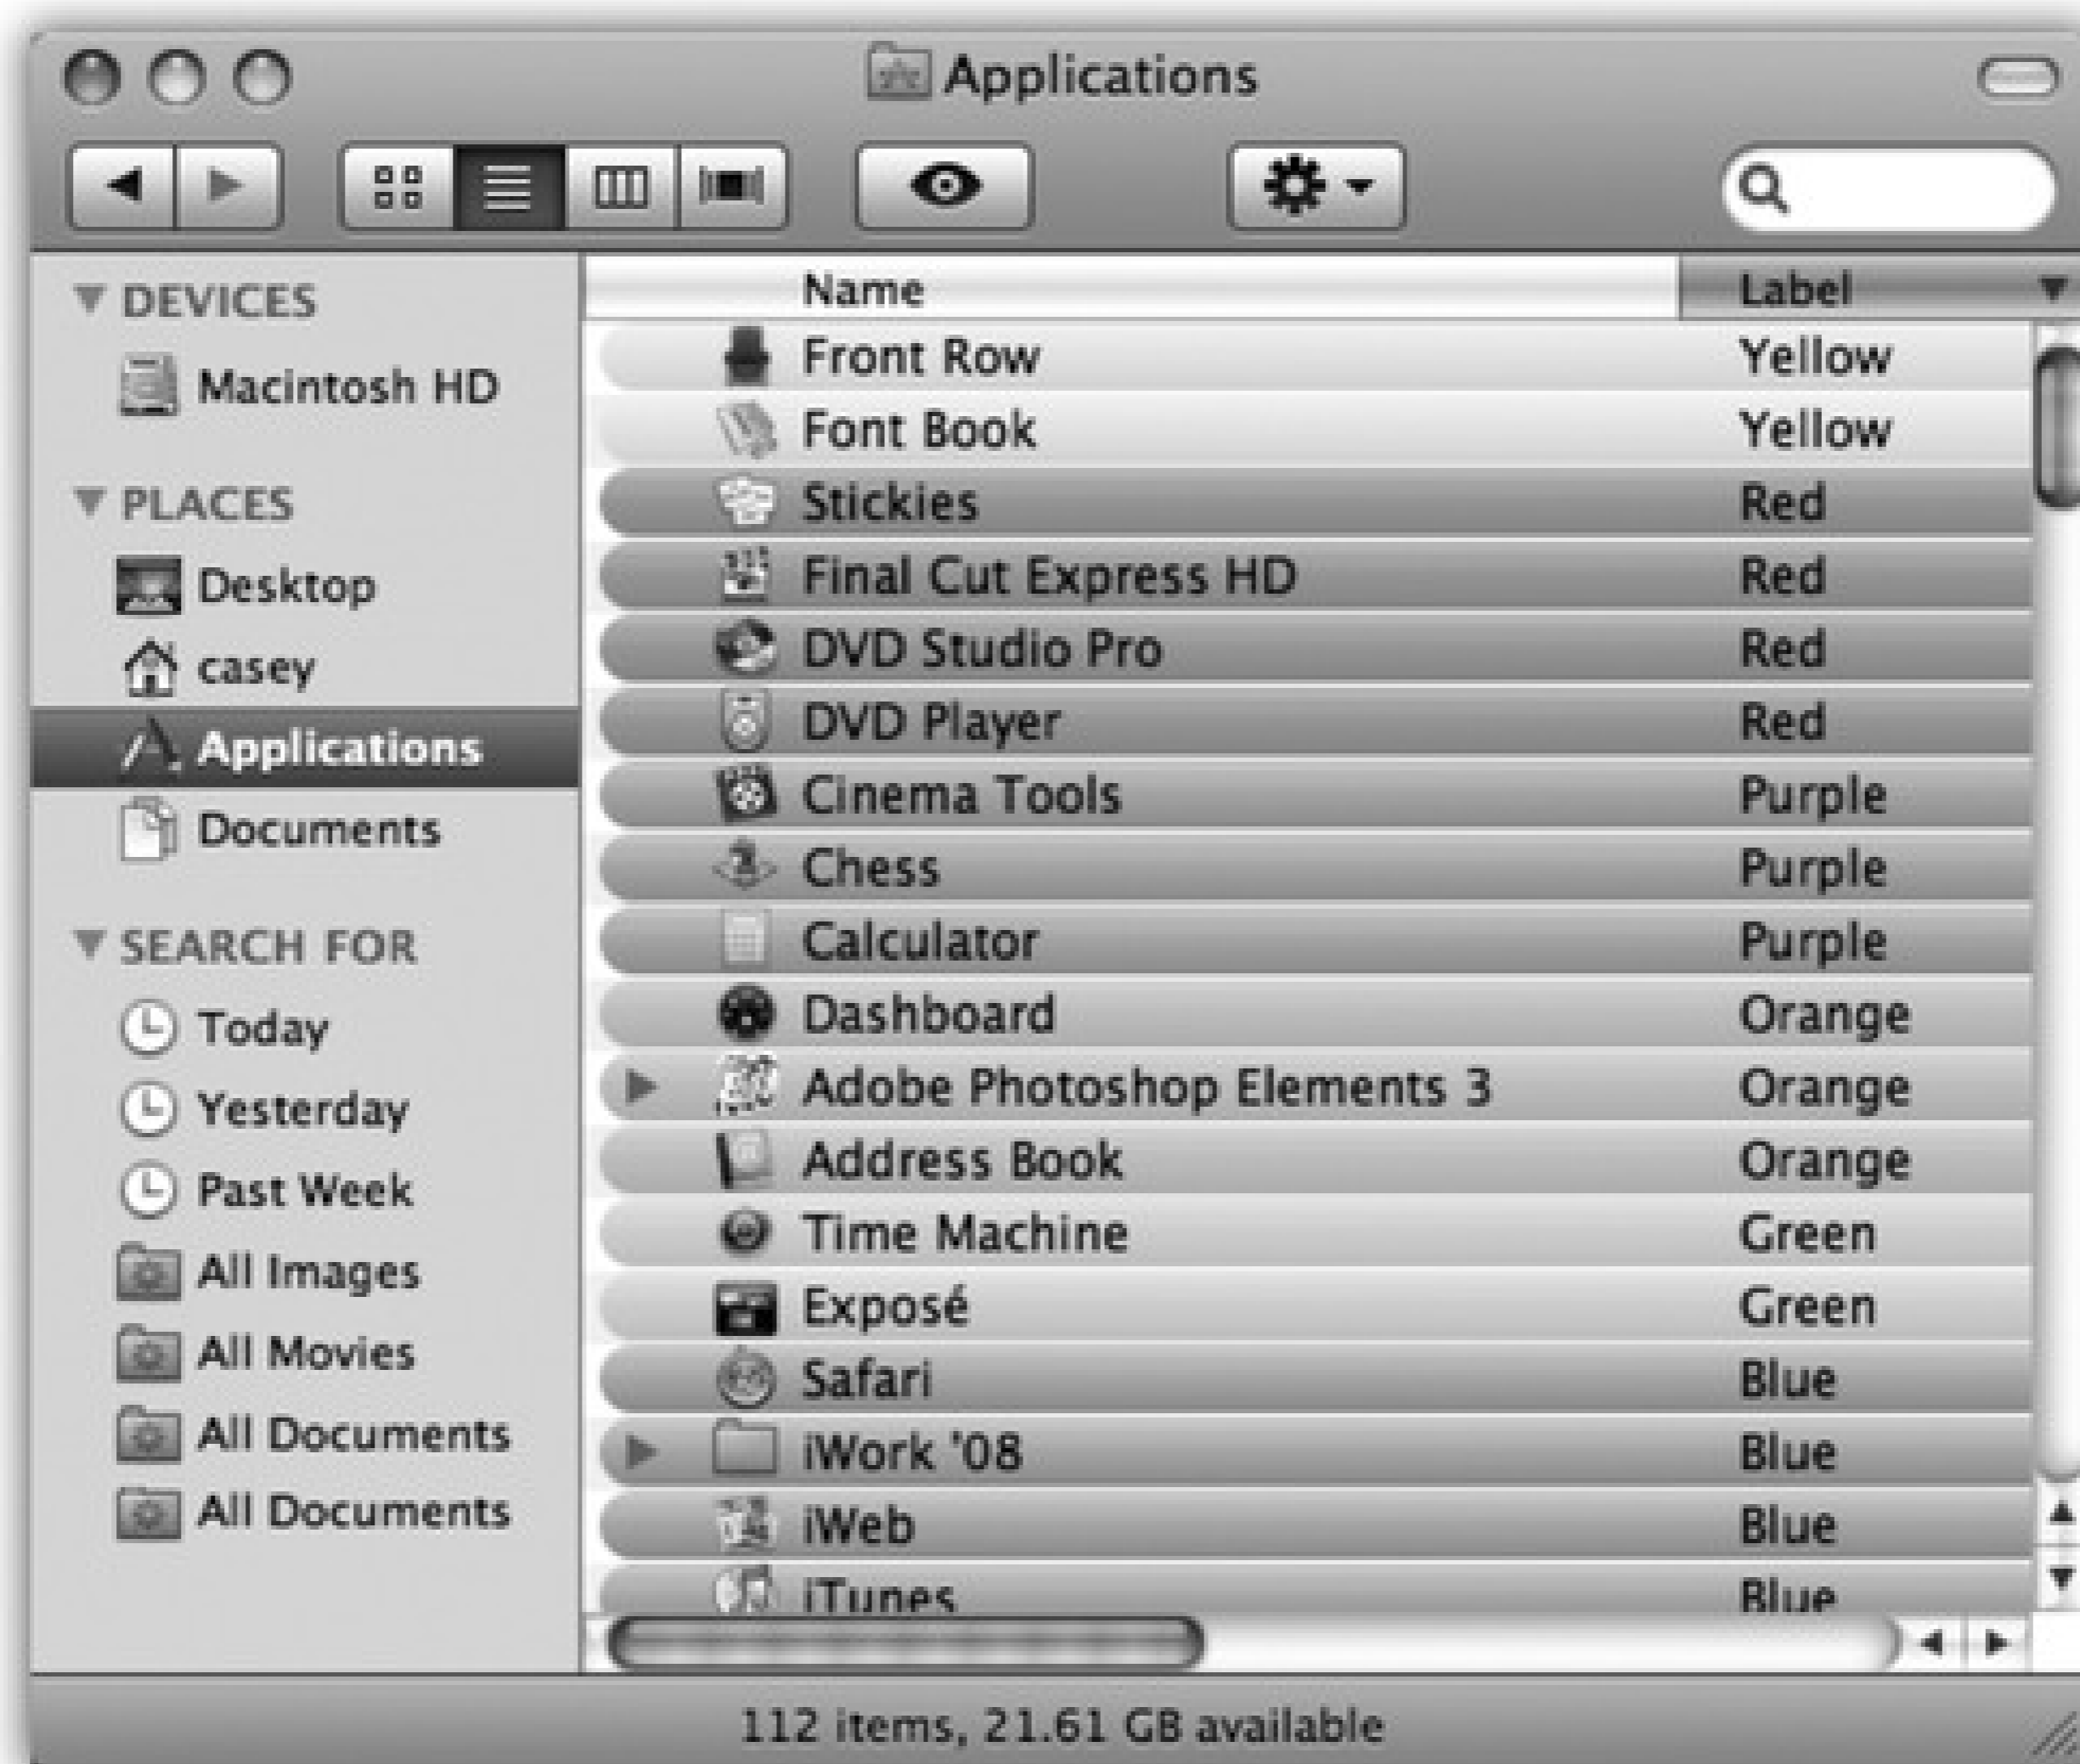 Applications
DEVICES
Macintosh HD
PLACES
Desktop
casey
Applications
Documents
SEARCH FOR
Today
Yesterday
Past Week
All Images
All Movies
All Documents
All Documents
Name Label
Front Row Yellow
Font Book Yellow
Stickies Red
Final Cut Express HD Red
DVD Studio Pro Red
DVD Player Red
Cinema Tools Purple
Chess Purple
Calculator Purple
Dashboard Orange
Adobe Photoshop Elements 3 Orange
Address Book Orange
Time Machine Green
Exposé Green
Safari Blue
iWork '08 Blue
iWeb Blue
iTunes Blue
112 items, 21.61 GB available